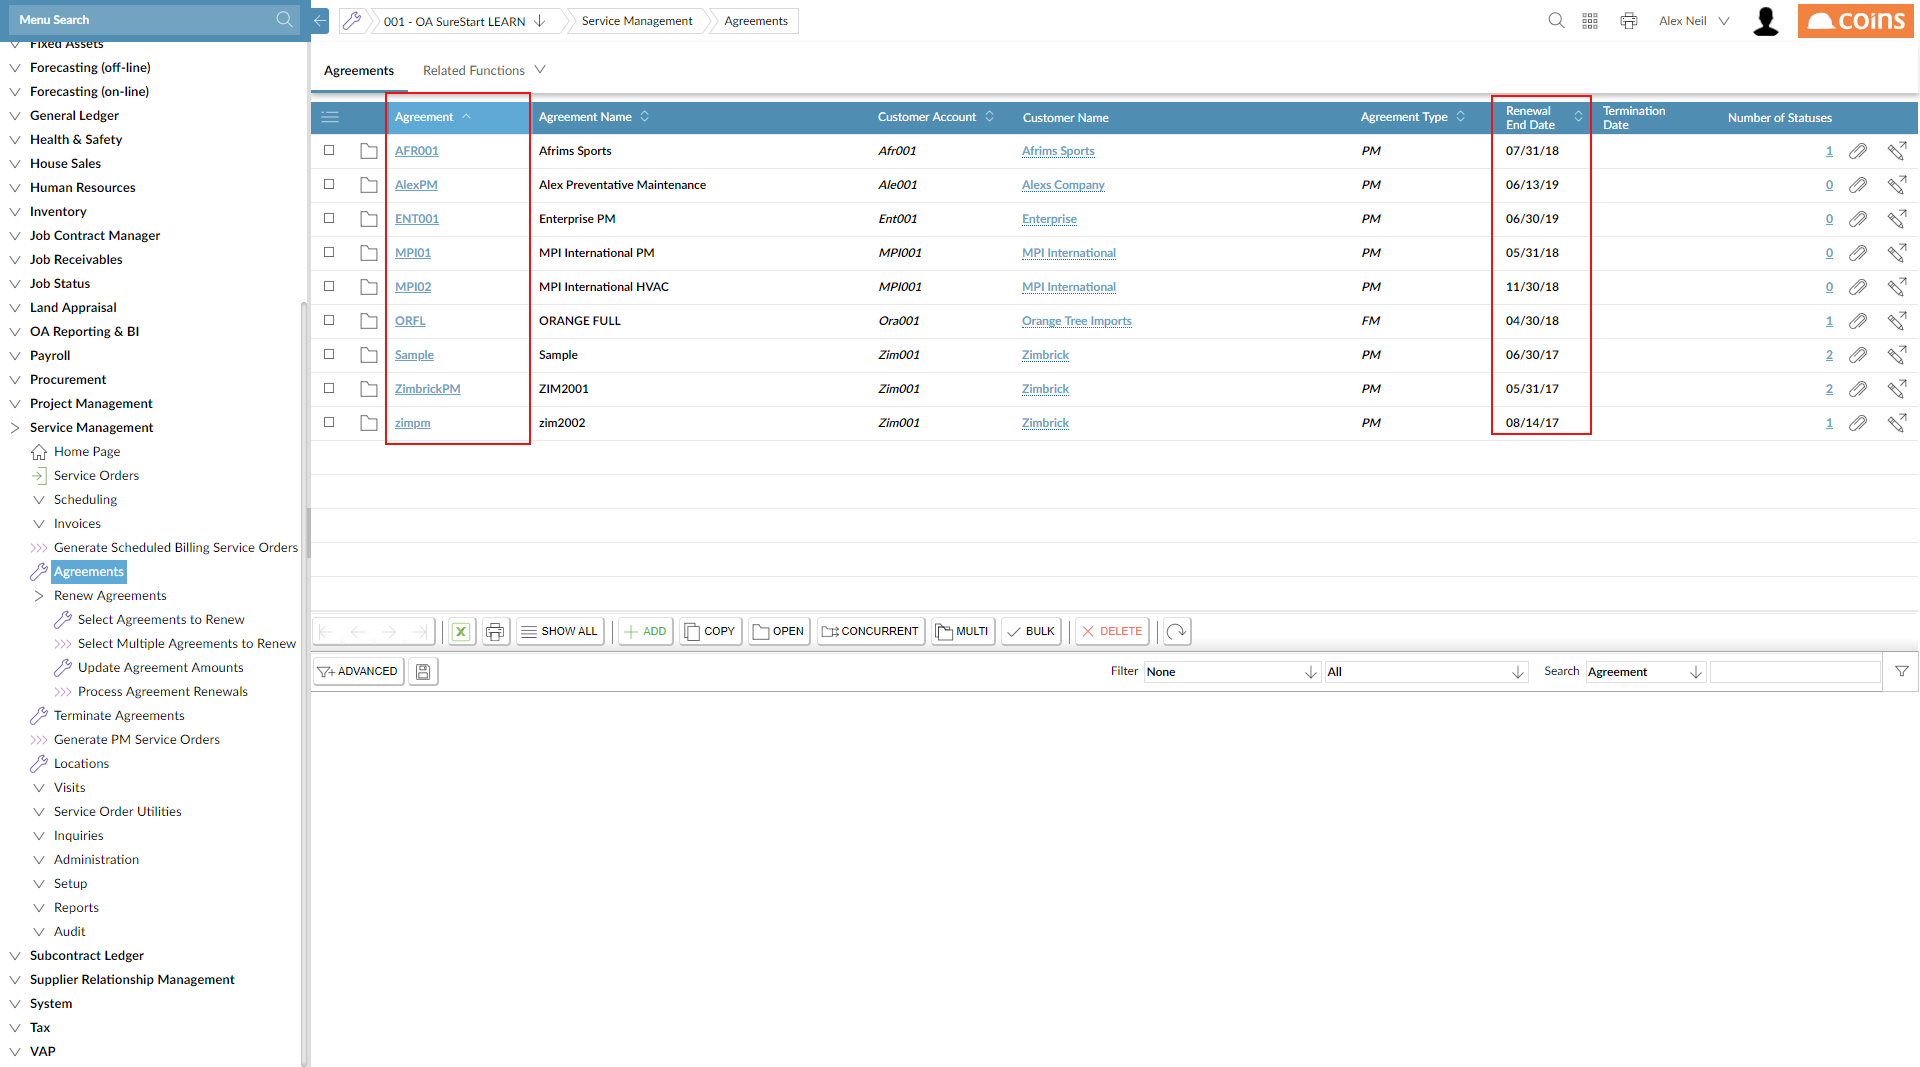 Menu Search
Fixed Assets
Forecasting (off-line)
Forecasting (on-line)
General Ledger
Health & Safety
House Sales
Human Resources
Inventory
Job Contract Manager
Job Receivables
Job Status
Land Appraisal
OA Reporting & BI
Payroll
Procurement
Project Management
Service Management
Home Page
Service Orders
Scheduling
Invoices
Generate Scheduled Billing Service Orders
Agreements
Renew Agreements
Select Agreements to Renew
Select Multiple Agreements to Renew
Update Agreement Amounts
Process Agreement Renewals
Terminate Agreements
Generate PM Service Orders
Locations
Visits
Service Order Utilities
Inquiries
Administration
Setup
Reports
Audit
Subcontract Ledger
Supplier Relationship Management
System
Tax
VAP
001 - OA SureStart LEARN Service Management Agreements
Alex Neil
coins
Agreements Related Functions
Agreement Agreement Name Customer Account Customer Name Agreement Type Renewal End Date Termination Date Number of Statuses
AFR001 Afrims Sports Afr001 Afrims Sports PM 07/31/18 1
AlexPM Alex Preventative Maintenance Ale001 Alexs Company PM 06/13/19 0
ENT001 Enterprise PM Ent001 Enterprise PM 06/30/19 0
MPI01 MPI International PM MPI001 MPI International PM 05/31/18 0
MPI02 MPI International HVAC MPI001 MPI International PM 11/30/18 0
ORFL ORANGE FULL Ora001 Orange Tree Imports FM 04/30/18 1
Sample Sample Zim001 Zimbrick PM 06/30/17 2
ZimbrickPM ZIM2001 Zim001 Zimbrick PM 05/31/17 2
zimpm zim2002 Zim001 Zimbrick PM 08/14/17 1
SHOW ALL ADD COPY OPEN CONCURRENT MULTI BULK DELETE
ADVANCED Filter None All Search Agreement